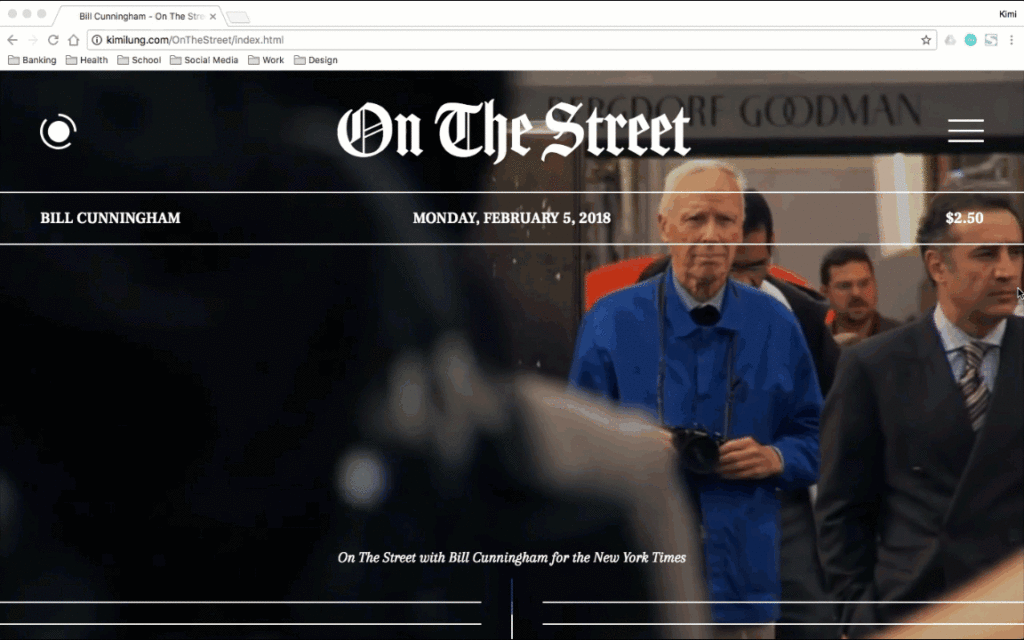 Bill Cunningham - On The Stre
Kimi
kimilung.com/OnTheStreet/index.html
Banking Health School Social Media Work Design
BERGDORF GOODMAN
On The Street
BILL CUNNINGHAM MONDAY, FEBRUARY 5, 2018 $2.50
On The Street with Bill Cunningham for the New York Times